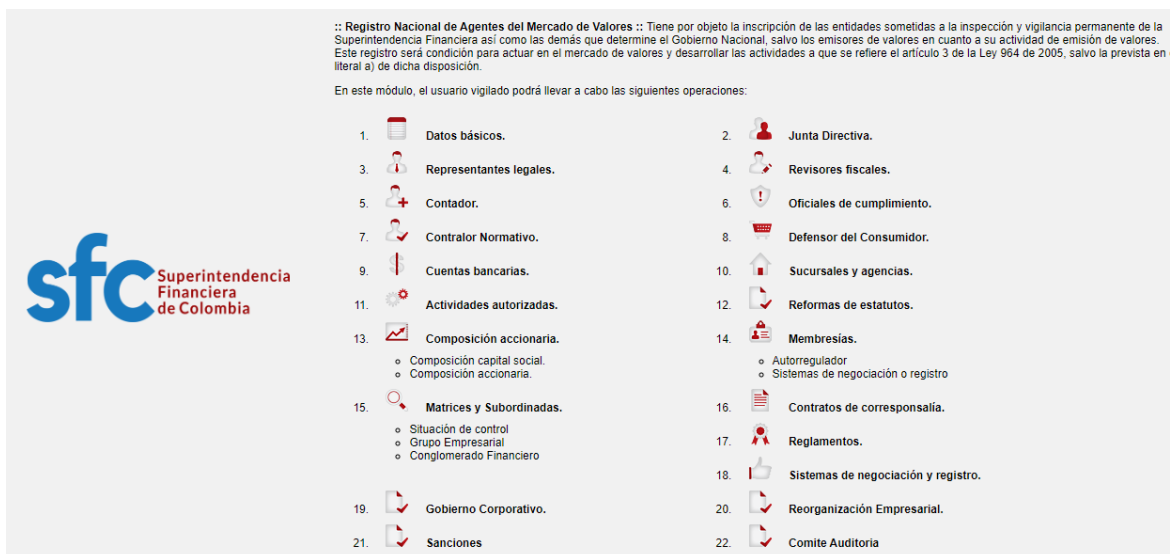 :: Registro Nacional de Agentes del Mercado de Valores :: Tiene por objeto la inscripción de las entidades sometidas a la inspección y vigilancia permanente de la
Superintendencia Financiera así como las demás que determine el Gobierno Nacional, salvo los emisores de valores en cuanto a su actividad de emisión de valores.
Este registro será condición para actuar en el mercado de valores y desarrollar las actividades a que se refiere el artículo 3 de la Ley 964 de 2005, salvo la prevista en
literal a) de dicha disposición.
En este módulo, el usuario vigilado podrá llevar a cabo las siguientes operaciones:
1. Datos básicos.
2. Junta Directiva.
3. Representantes legales.
4. Revisores fiscales.
5. Contador.
6. Oficiales de cumplimiento.
7. Contralor Normativo.
8. Defensor del Consumidor.
9. Cuentas bancarias.
10. Sucursales y agencias.
11. Actividades autorizadas.
12. Reformas de estatutos.
13. Composición accionaria.
Composición capital social.
Composición accionaria.
14. Membresías.
Autorregulador
Sistemas de negociación o registro
15. Matrices y Subordinadas.
Situación de control
Grupo Empresarial
Conglomerado Financiero
16. Contratos de corresponsalía.
17. Reglamentos.
18. Sistemas de negociación y registro.
19. Gobierno Corporativo.
20. Reorganización Empresarial.
21. Sanciones
22. Comite Auditoria
sfc
Superintendencia
Financiera
de Colombia